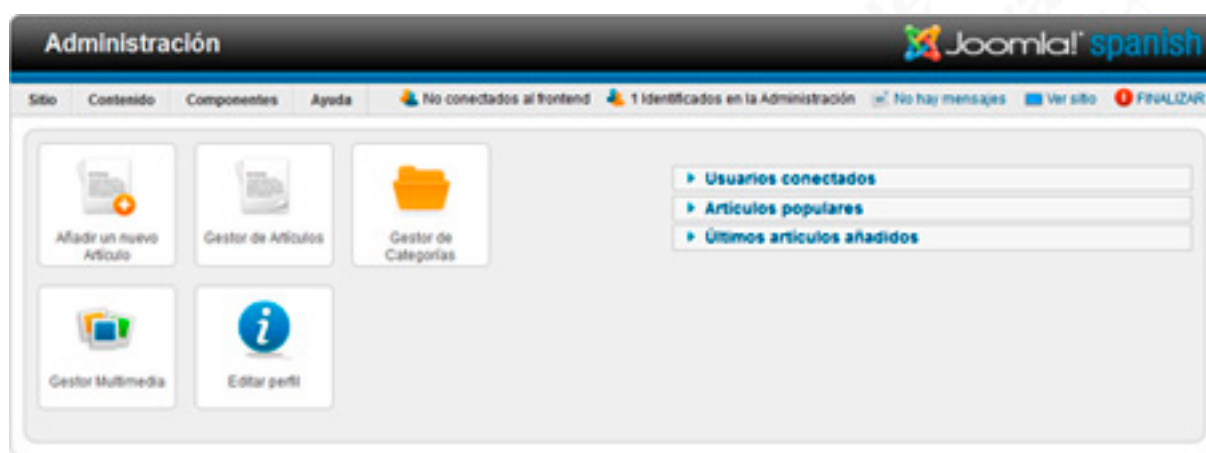 Administración
Joomla! spanish
Sitio Contenido Componentes Ayuda No conectados al frontend 1 Identificados en la Administración No hay mensajes Ver sitio FINALIZAR
Añadir un nuevo
Artículo
Gestor de Artículos
Gestor de
Categorías
Usuarios conectados
Artículos populares
Últimos artículos añadidos
Gestor Multimedia
Editar perfil